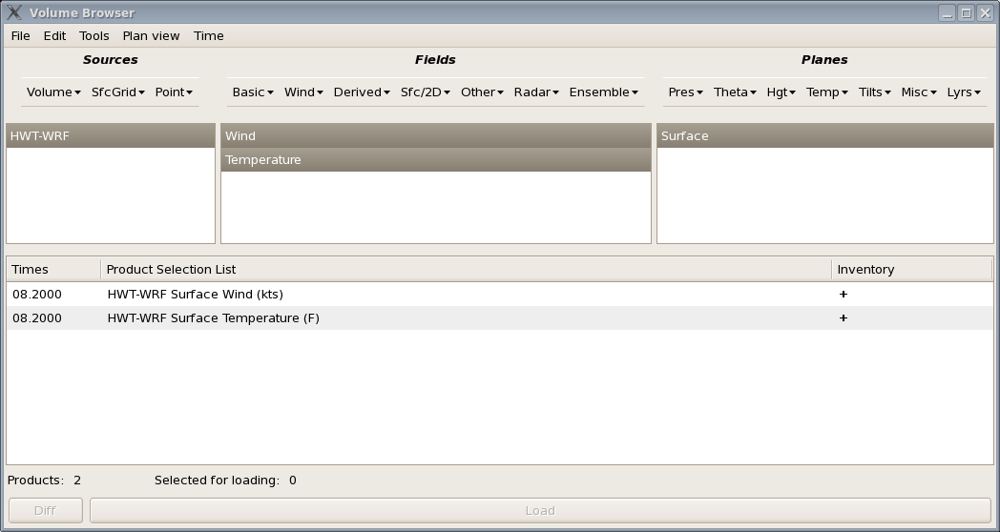 Volume Browser
File Edit Tools Plan view Time
Sources Fields Planes
Volume SfcGrid Point Basic Wind Derived Sfc/2D Other Radar Ensemble Pres Theta Hgt Temp Tilts Misc Lyrs
HWT-WRF Wind Surface
Temperature
Times Product Selection List Inventory
08.2000 HWT-WRF Surface Wind (kts) +
08.2000 HWT-WRF Surface Temperature (F) +
Products: 2 Selected for loading: 0
Diff Load